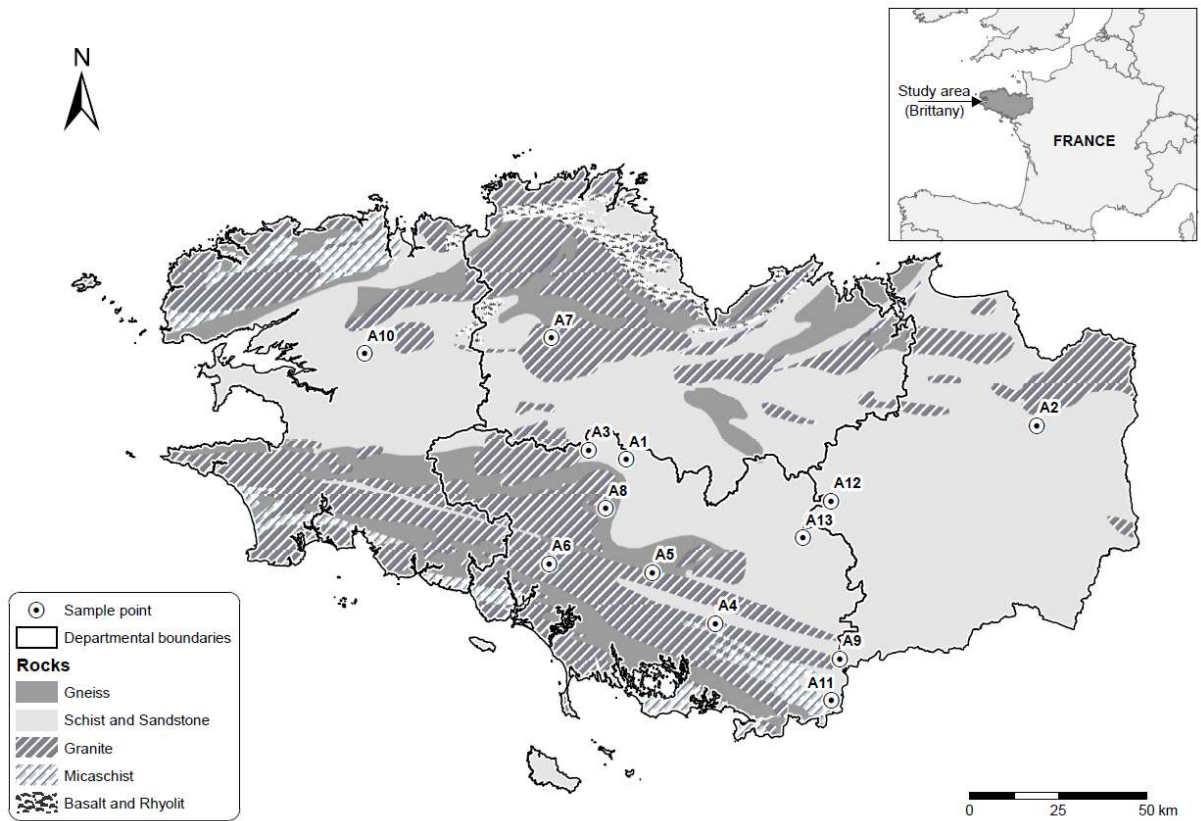 N
Study area
(Brittany)
FRANCE
A10
A7
A2
A3
A1
A8
A12
A13
A6
A5
A4
A9
A11
Sample point
Departmental boundaries
Rocks
Gneiss
Schist and Sandstone
Granite
Micaschist
Basalt and Rhyolit
0 25 50 km